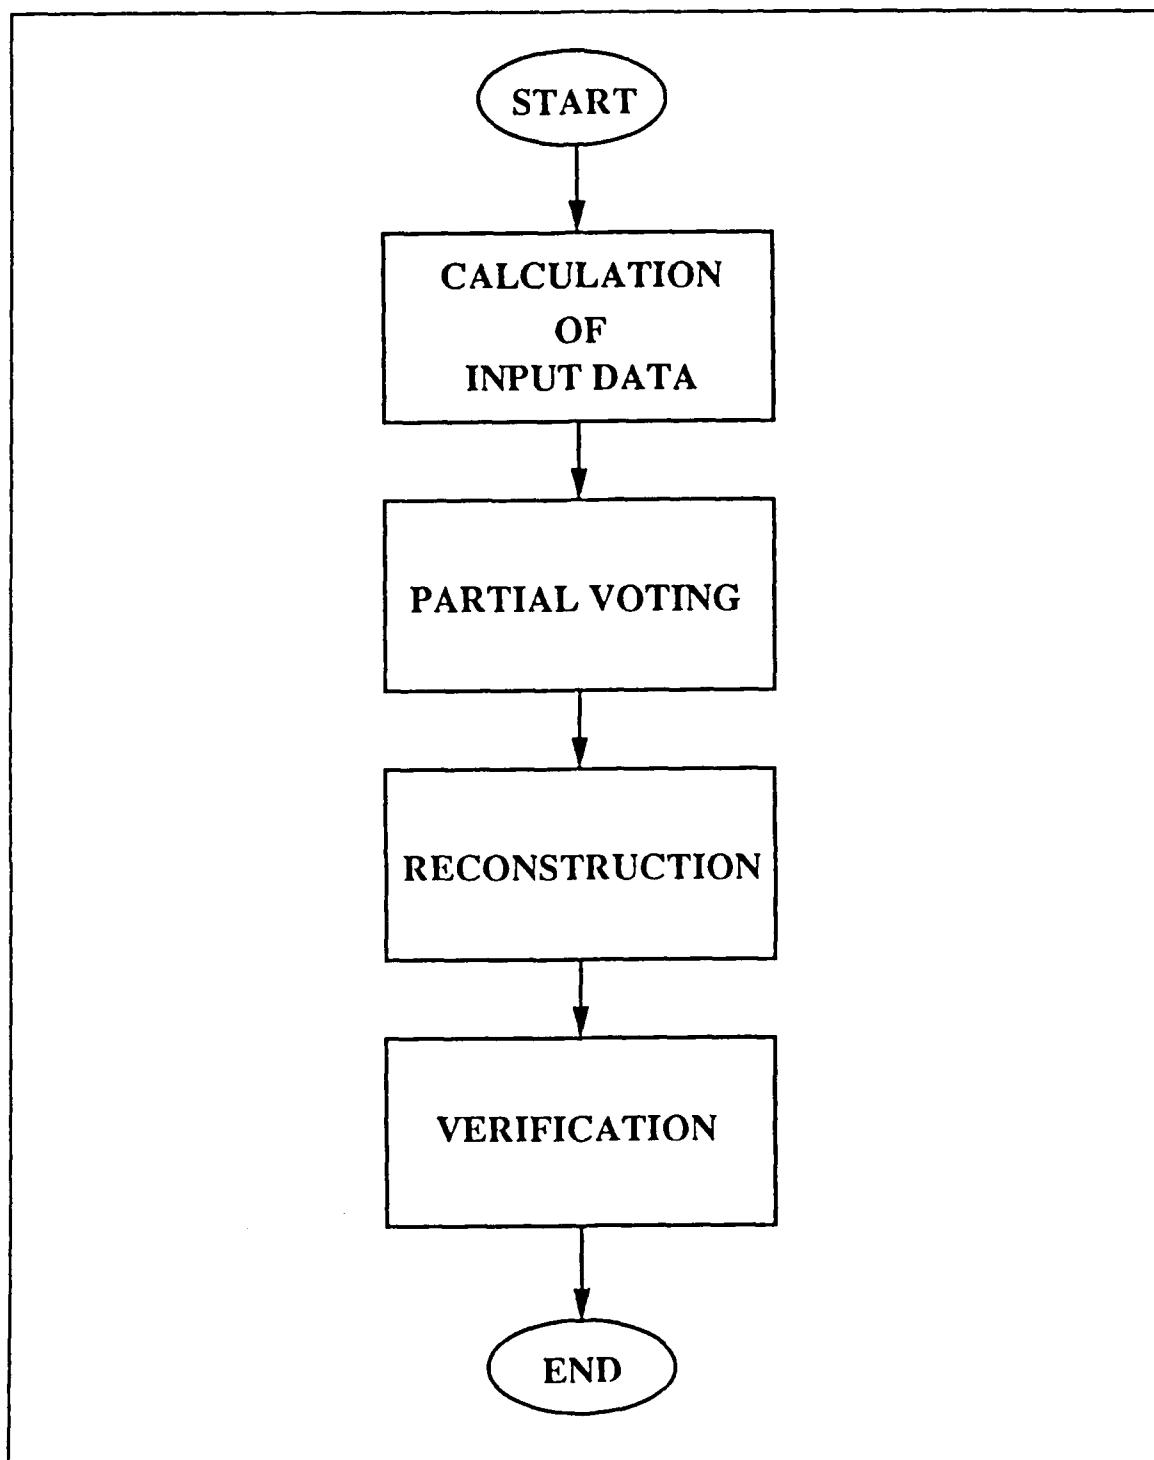 START
CALCULATION
OF
INPUT DATA
PARTIAL VOTING
RECONSTRUCTION
VERIFICATION
END